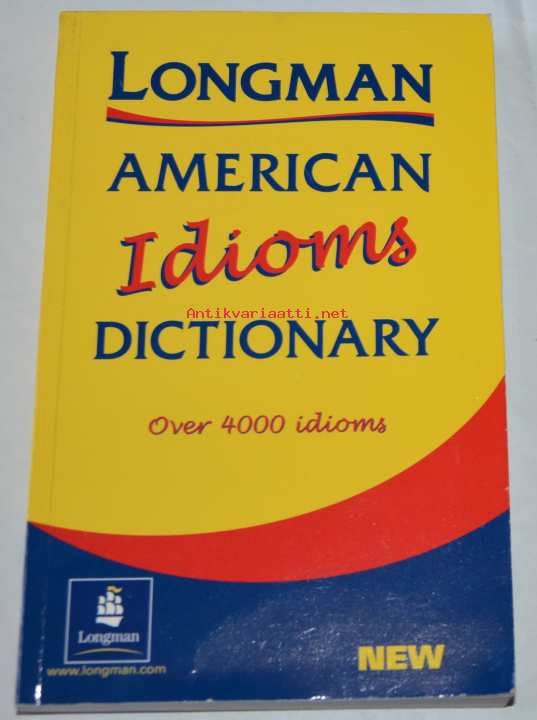 LONGMAN
AMERICAN
Idioms
Antikvariaatti.net
DICTIONARY
Over 4000 idioms
Longman
www.longman.com
NEW